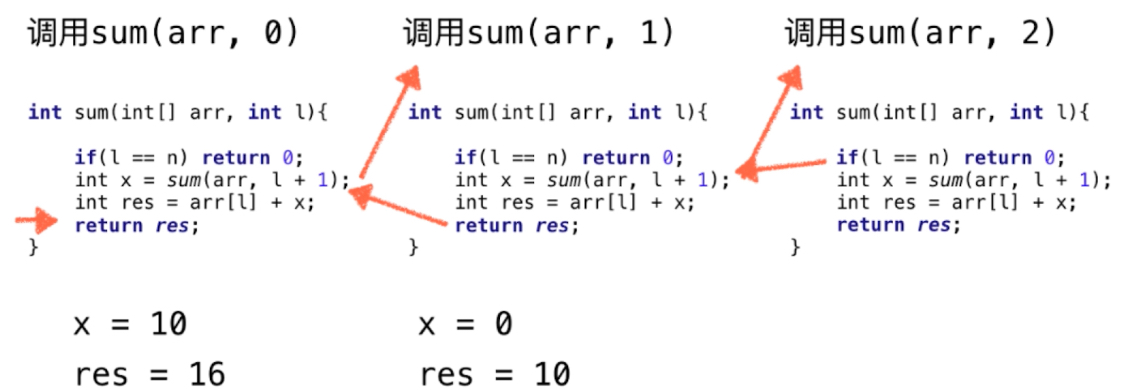 调用sum(arr, 0)
int sum(int[] arr, int l){
if(l == n) return 0;
int x = sum(arr, l + 1);
int res = arr[l] + x;
return res;
}
x = 10
res = 16
调用sum(arr, 1)
int sum(int[] arr, int l){
if(l == n) return 0;
int x = sum(arr, l + 1);
int res = arr[l] + x;
return res;
}
x = 0
res = 10
调用sum(arr, 2)
int sum(int[] arr, int l){
if(l == n) return 0;
int x = sum(arr, l + 1);
int res = arr[l] + x;
return res;
}